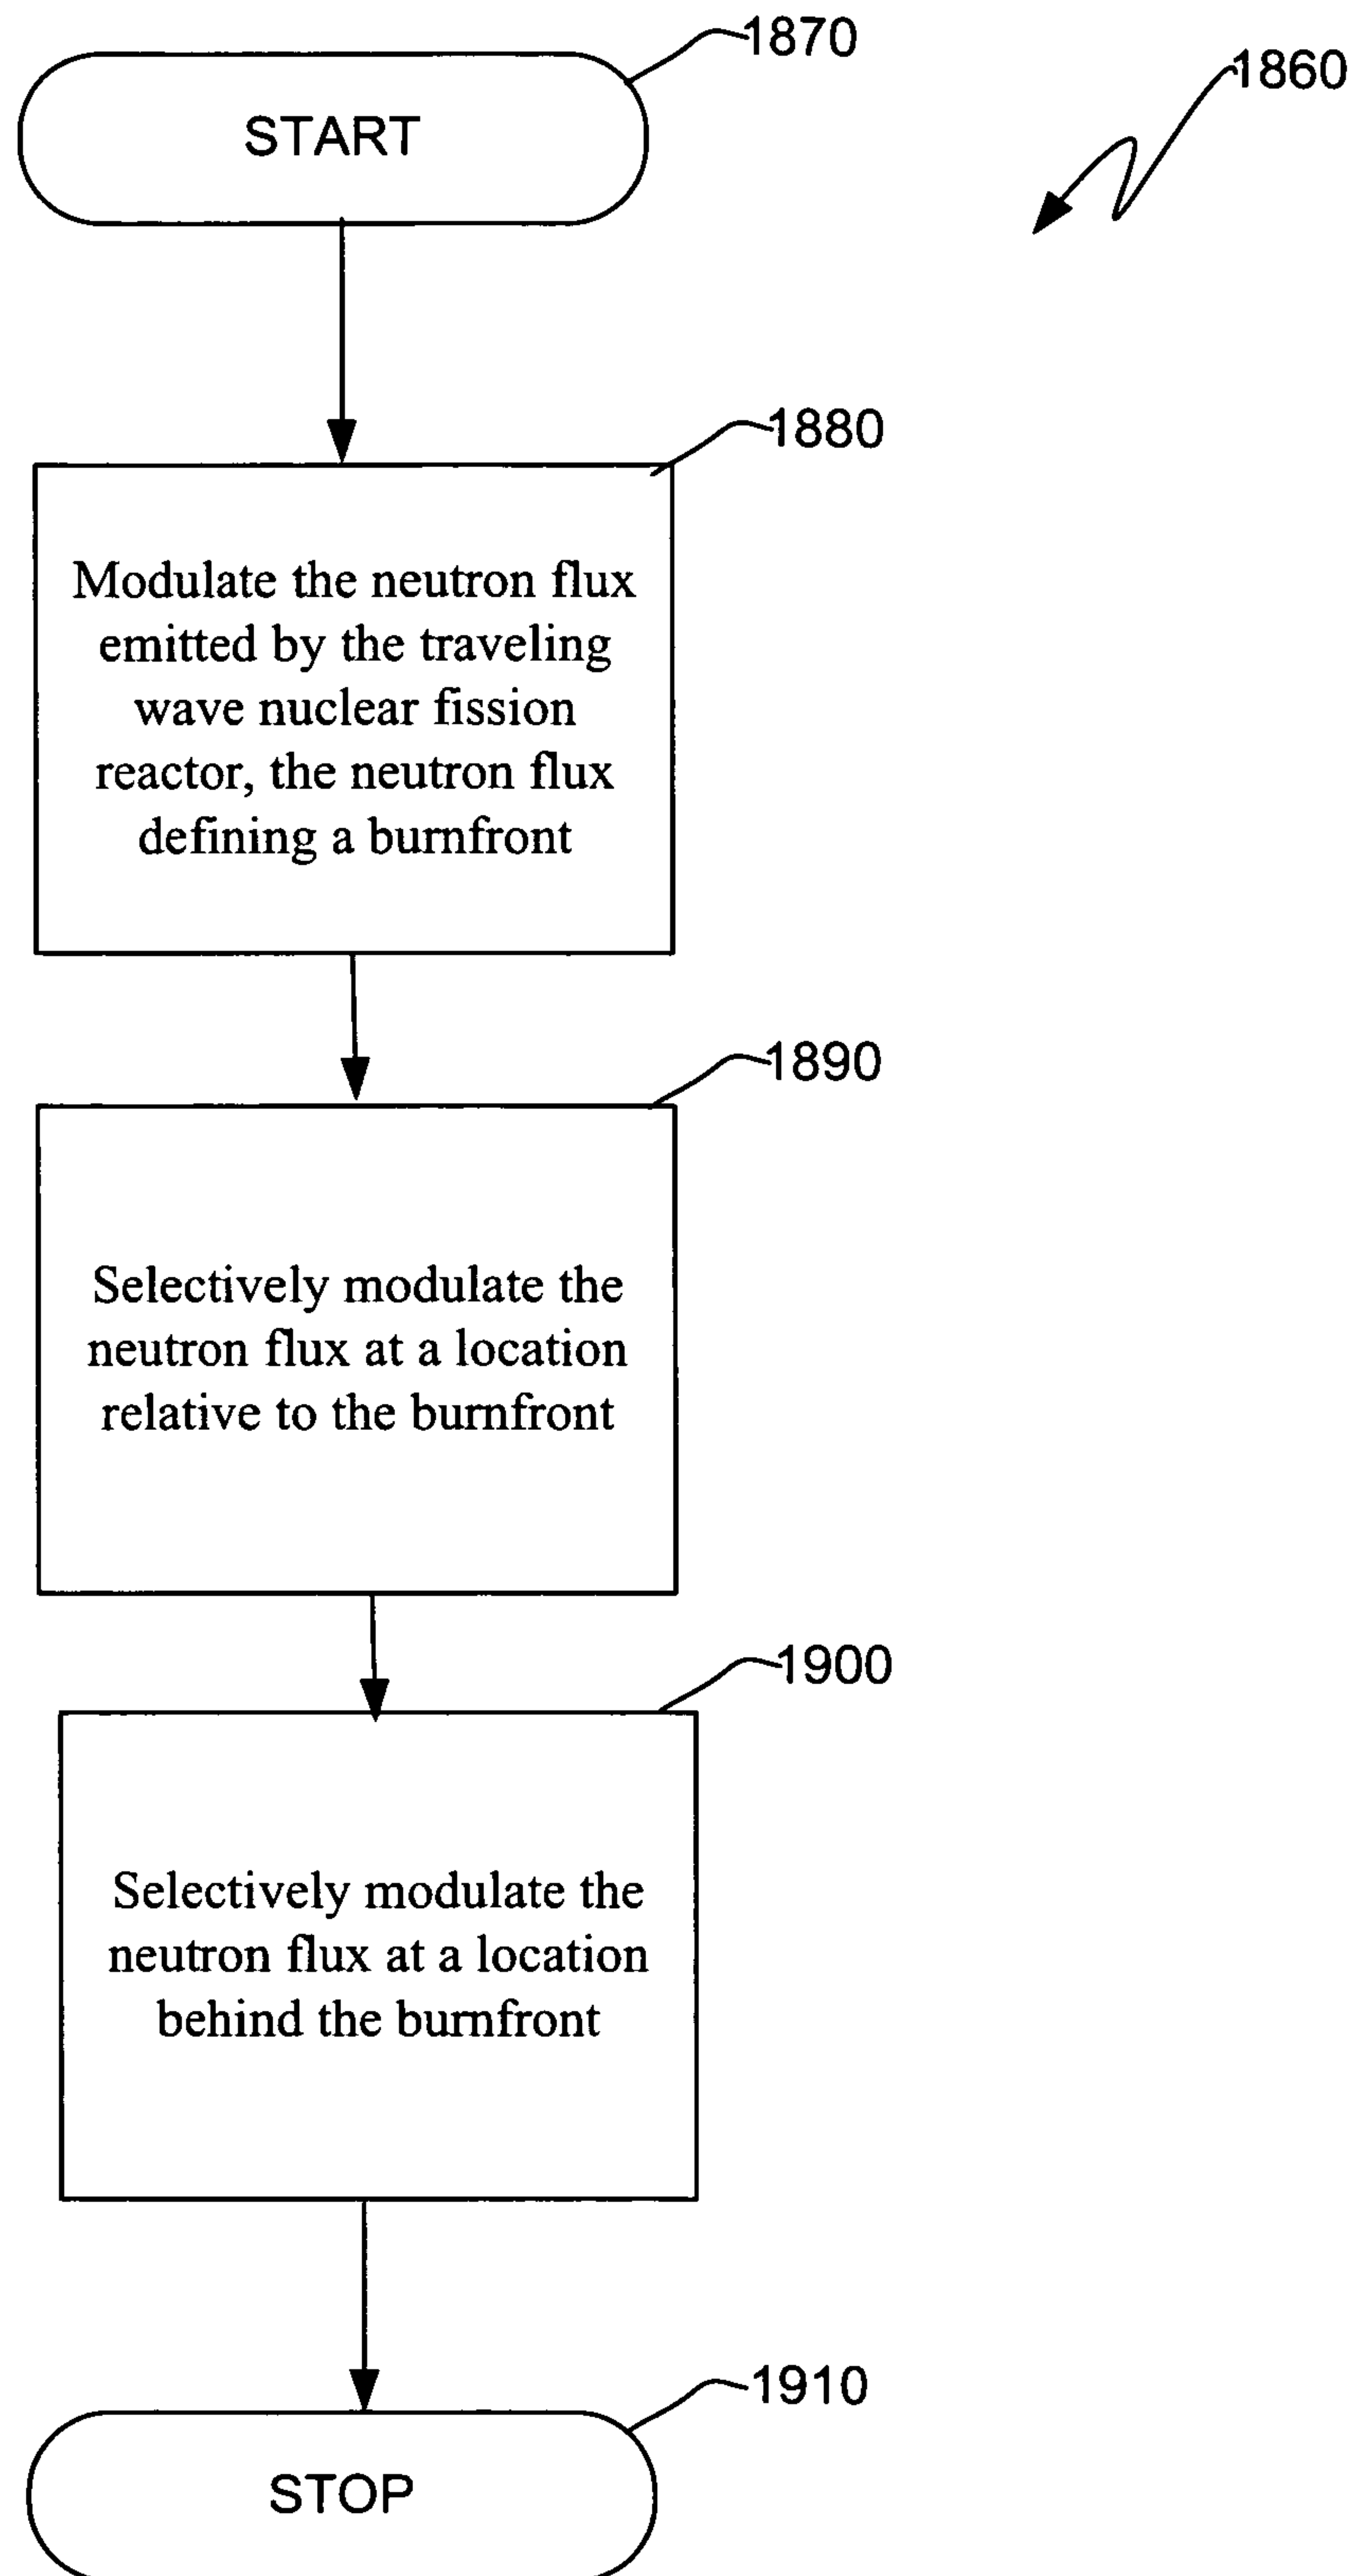 1870
1860
START
1880
Modulate the neutron flux
emitted by the traveling
wave nuclear fission
reactor, the neutron flux
defining a burnfront
1890
Selectively modulate the
neutron flux at a location
relative to the burnfront
1900
Selectively modulate the
neutron flux at a location
behind the burnfront
1910
STOP